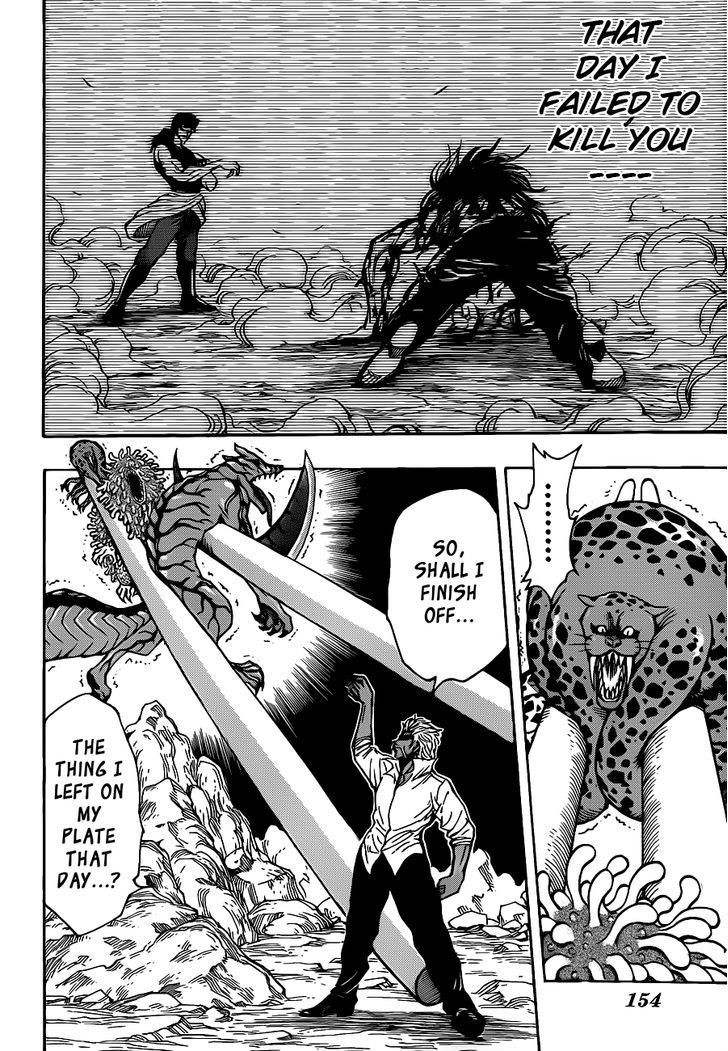 THAT
DAY I
FAILED TO
KILL YOU
----
.......
SO,
SHALL I
FINISH
OFF...
THE
THING I
LEFT ON
MY
PLATE
THAT
DAY...?
154